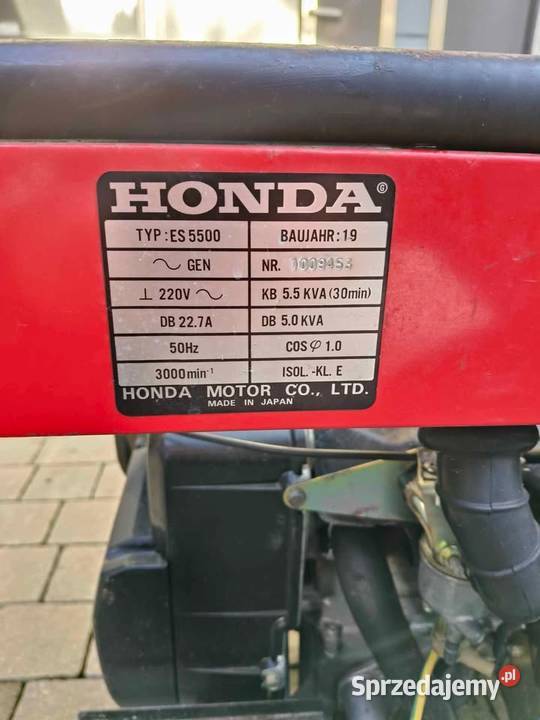 HONDA G
TYP: ES 5500 BAUJAHR: 19
~ GEN NR. 1009453
⊥ 220V ~ KB 5.5 KVA (30min)
DB 22.7A DB 5.0 KVA
50Hz COS φ 1.0
3000min⁻¹ ISOL. -KL. E
HONDA MOTOR CO., LTD.
MADE IN JAPAN
Sprzedajemy.pl